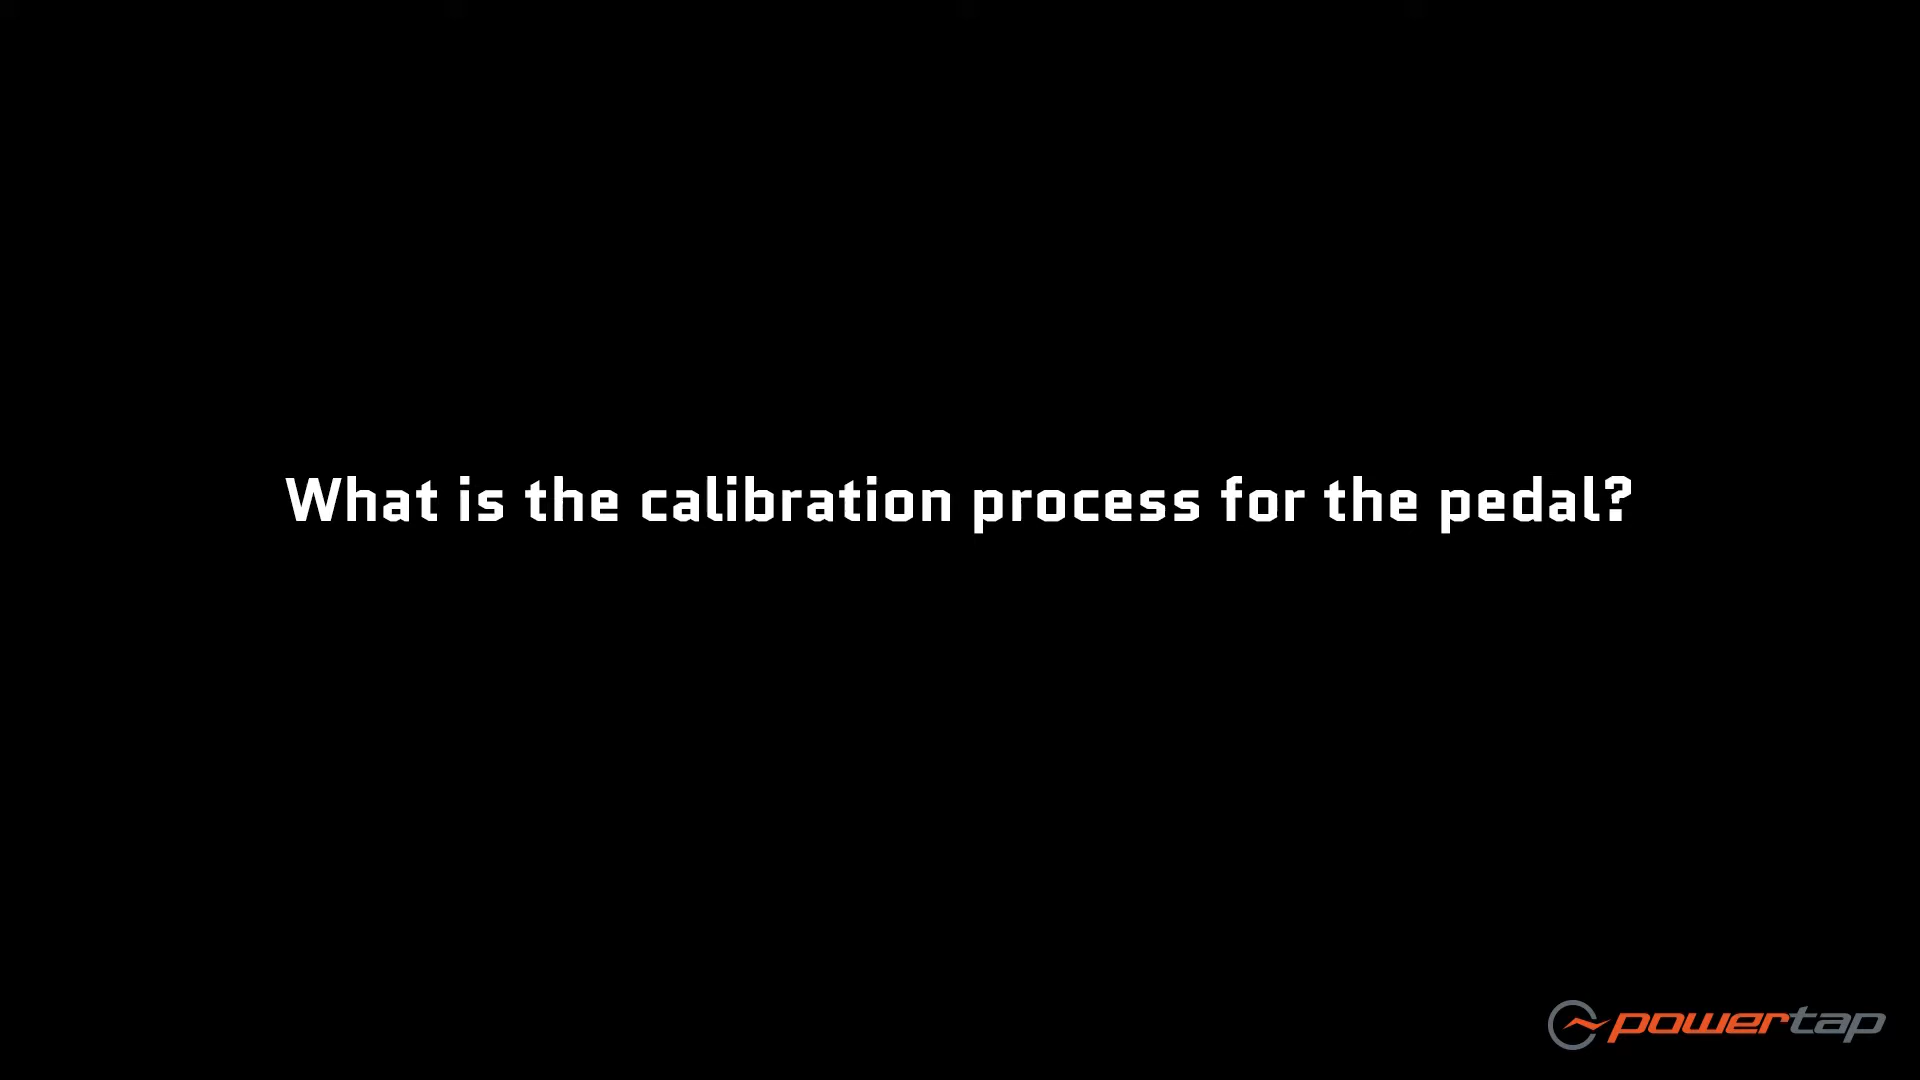 What is the calibration process for the pedal?
powertap